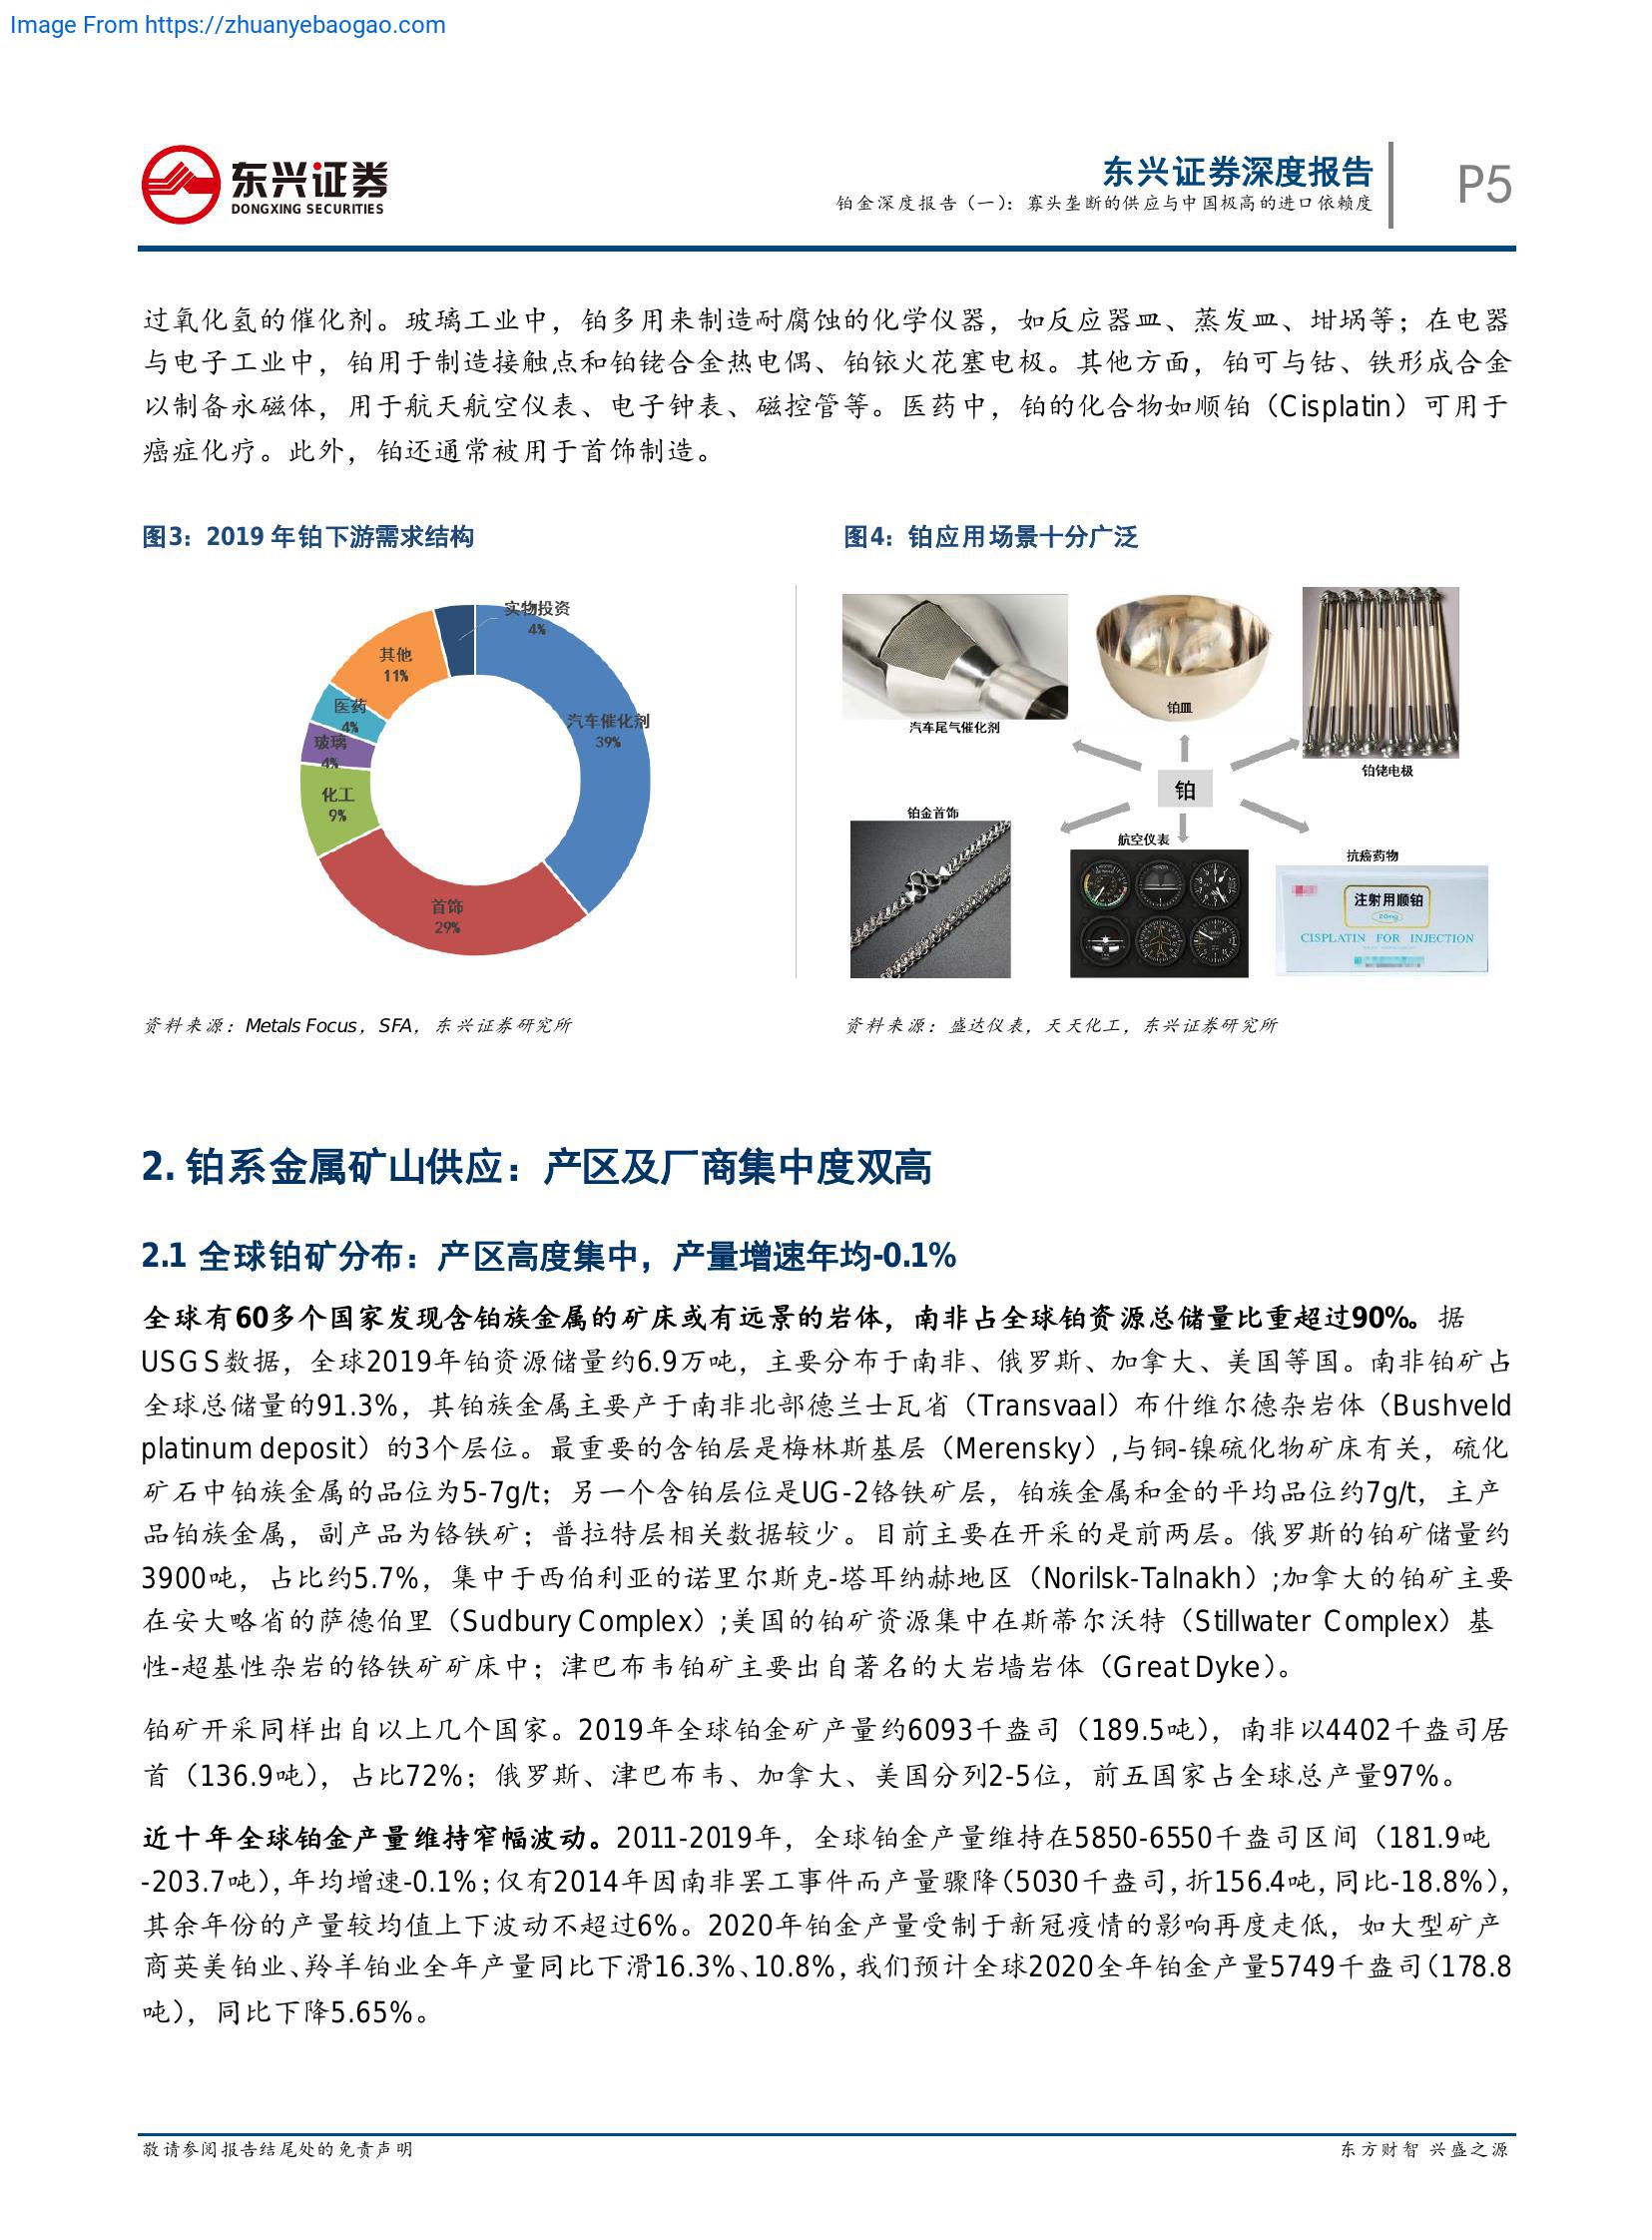 Image From https://zhuanyebaogao.com
东兴证券
DONGXING SECURITIES
东兴证券深度报告
铂金深度报告（一）：寡头垄断的供应与中国极高的进口依赖度
P5
过氧化氢的催化剂。玻璃工业中，铂多用来制造耐腐蚀的化学仪器，如反应器皿、蒸发皿、坩埚等；在电器
与电子工业中，铂用于制造接触点和铂铑合金热电偶、铂铱火花塞电极。其他方面，铂可与钴、铁形成合金
以制备永磁体，用于航天航空仪表、电子钟表、磁控管等。医药中，铂的化合物如顺铂（Cisplatin）可用于
癌症化疗。此外，铂还通常被用于首饰制造。
图3：2019 年铂下游需求结构
实物投资
4%
其他
11%
医药
4%
玻璃
4%
化工
9%
首饰
29%
汽车催化剂
39%
资料来源：Metals Focus，SFA，东兴证券研究所
图4：铂应用场景十分广泛
汽车尾气催化剂
铂皿
铂铑电极
铂
铂金首饰
航空仪表
抗癌药物
注射用顺铂
20mg
CISPLATIN FOR INJECTION
资料来源：盛达仪表，天天化工，东兴证券研究所
2. 铂系金属矿山供应：产区及厂商集中度双高
2.1 全球铂矿分布：产区高度集中，产量增速年均-0.1%
全球有60多个国家发现含铂族金属的矿床或有远景的岩体，南非占全球铂资源总储量比重超过90%。据
USGS数据，全球2019年铂资源储量约6.9万吨，主要分布于南非、俄罗斯、加拿大、美国等国。南非铂矿占
全球总储量的91.3%，其铂族金属主要产于南非北部德兰士瓦省（Transvaal）布什维尔德杂岩体（Bushveld
platinum deposit）的3个层位。最重要的含铂层是梅林斯基层（Merensky）,与铜-镍硫化物矿床有关，硫化
矿石中铂族金属的品位为5-7g/t；另一个含铂层位是UG-2铬铁矿层，铂族金属和金的平均品位约7g/t，主产
品铂族金属，副产品为铬铁矿；普拉特层相关数据较少。目前主要在开采的是前两层。俄罗斯的铂矿储量约
3900吨，占比约5.7%，集中于西伯利亚的诺里尔斯克-塔耳纳赫地区（Norilsk-Talnakh）;加拿大的铂矿主要
在安大略省的萨德伯里（Sudbury Complex）;美国的铂矿资源集中在斯蒂尔沃特（Stillwater Complex）基
性-超基性杂岩的铬铁矿矿床中；津巴布韦铂矿主要出自著名的大岩墙岩体（Great Dyke）。
铂矿开采同样出自以上几个国家。2019年全球铂金矿产量约6093千盎司（189.5吨），南非以4402千盎司居
首（136.9吨），占比72%；俄罗斯、津巴布韦、加拿大、美国分列2-5位，前五国家占全球总产量97%。
近十年全球铂金产量维持窄幅波动。2011-2019年，全球铂金产量维持在5850-6550千盎司区间（181.9吨
-203.7吨），年均增速-0.1%；仅有2014年因南非罢工事件而产量骤降（5030千盎司，折156.4吨，同比-18.8%），
其余年份的产量较均值上下波动不超过6%。2020年铂金产量受制于新冠疫情的影响再度走低，如大型矿产
商英美铂业、羚羊铂业全年产量同比下滑16.3%、10.8%，我们预计全球2020全年铂金产量5749千盎司（178.8
吨），同比下降5.65%。
敬请参阅报告结尾处的免责声明
东方财智 兴盛之源